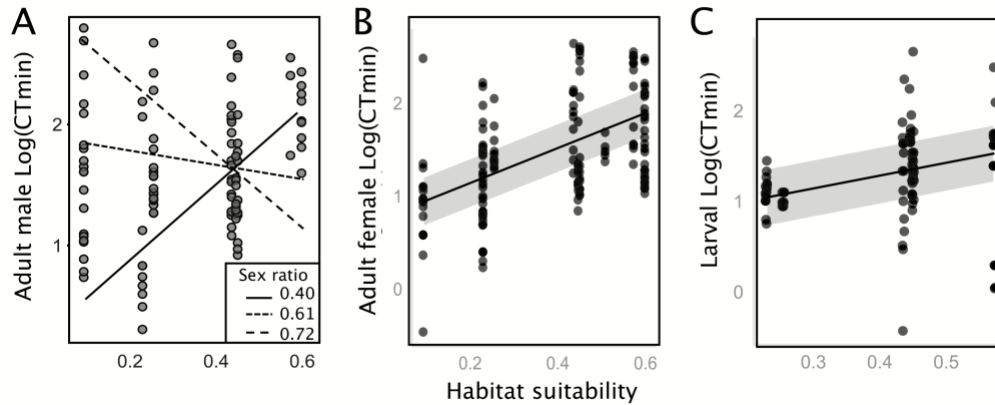 A
Adult male Log(CTmin)
2
1
0.2
0.4
0.6
Sex ratio
0.40
0.61
0.72
B
Adult female Log(CTmin)
2
1
0
0.2
0.4
0.6
Habitat suitability
C
Larval Log(CTmin)
2
1
0
0.3
0.4
0.5